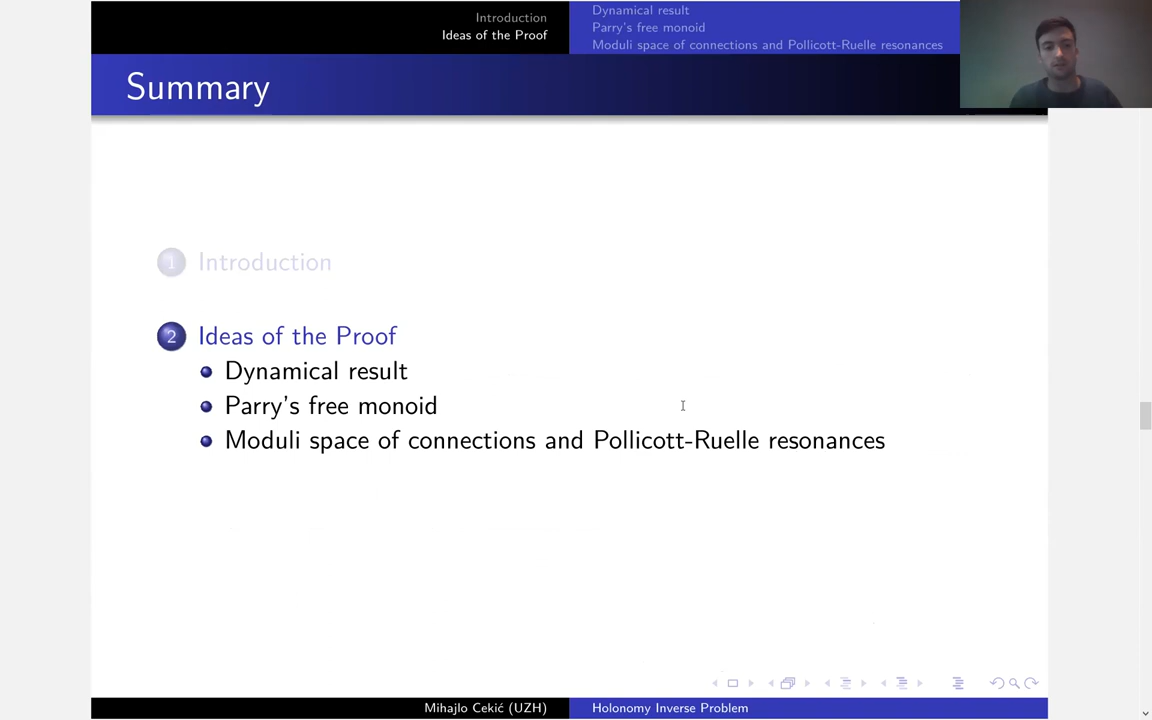 Introduction
Ideas of the Proof
Dynamical result
Parry's free monoid
Moduli space of connections and Pollicott-Ruelle resonances
Summary
1 Introduction
2 Ideas of the Proof
Dynamical result
Parry's free monoid
Moduli space of connections and Pollicott-Ruelle resonances
Mihajlo Cekić (UZH)
Holonomy Inverse Problem